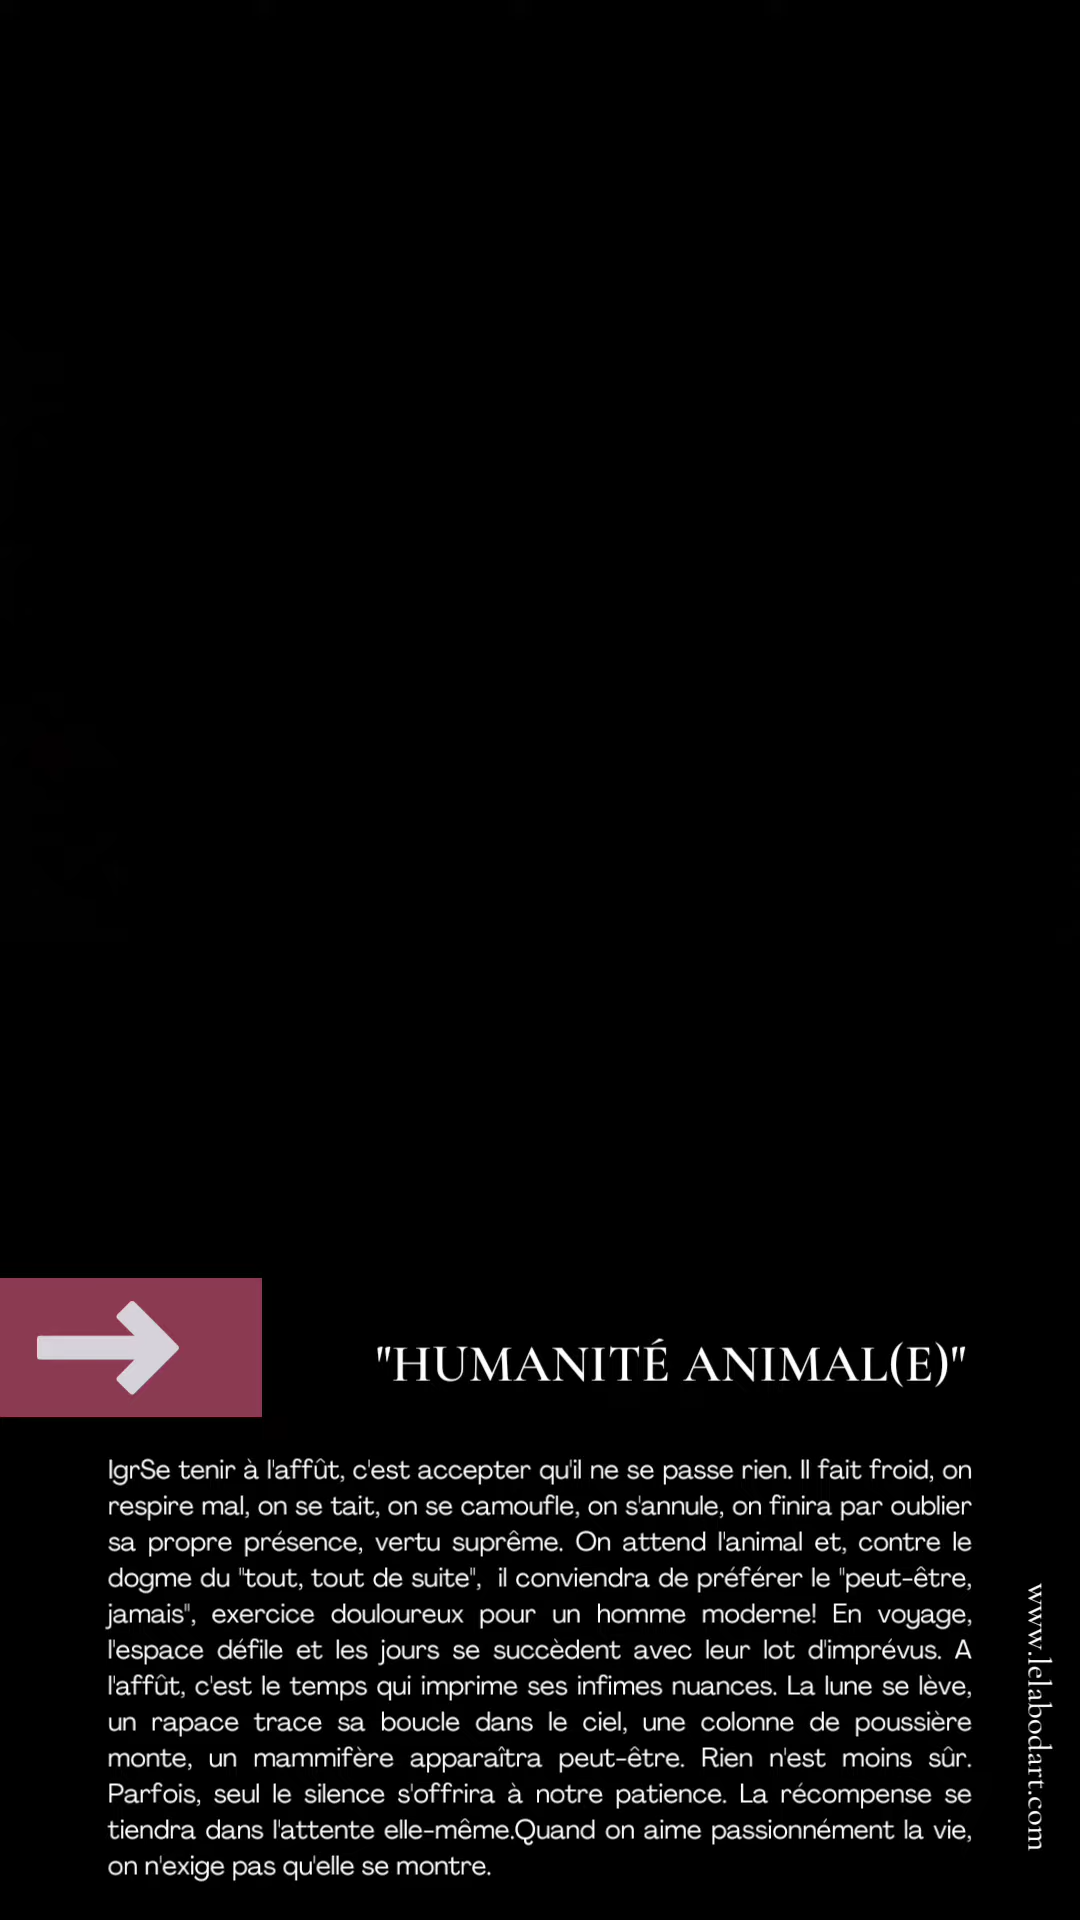 "HUMANITÉ ANIMAL(E)"
IgrSe tenir à l'affût, c'est accepter qu'il ne se passe rien. Il fait froid, on
respire mal, on se tait, on se camoufle, on s'annule, on finira par oublier
sa propre présence, vertu suprême. On attend l'animal et, contre le
dogme du "tout, tout de suite", il conviendra de préférer le "peut-être,
jamais", exercice douloureux pour un homme moderne! En voyage,
l'espace défile et les jours se succèdent avec leur lot d'imprévus. A
l'affût, c'est le temps qui imprime ses infimes nuances. La lune se lève,
un rapace trace sa boucle dans le ciel, une colonne de poussière
monte, un mammifère apparaîtra peut-être. Rien n'est moins sûr.
Parfois, seul le silence s'offrira à notre patience. La récompense se
tiendra dans l'attente elle-même.Quand on aime passionnément la vie,
on n'exige pas qu'elle se montre.
www.lelabodart.com